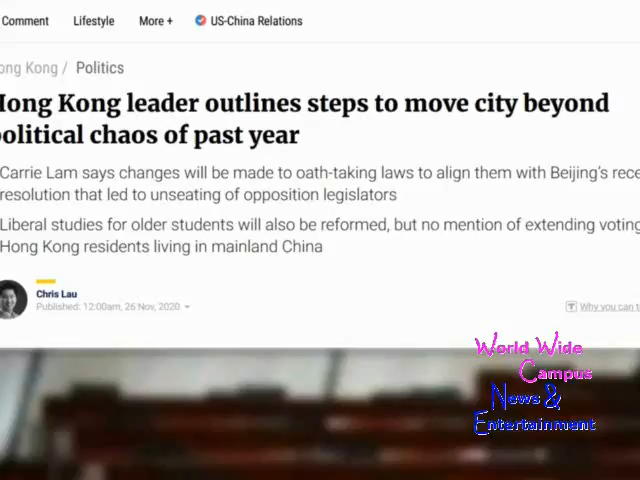 Comment Lifestyle More + US-China Relations
ong Kong / Politics
Hong Kong leader outlines steps to move city beyond
political chaos of past year
Carrie Lam says changes will be made to oath-taking laws to align them with Beijing's rece
resolution that led to unseating of opposition legislators
Liberal studies for older students will also be reformed, but no mention of extending voting
Hong Kong residents living in mainland China
Chris Lau
Published: 12:00am, 26 Nov, 2020
Why you can t
World Wide
Campus
News &
Entertainment